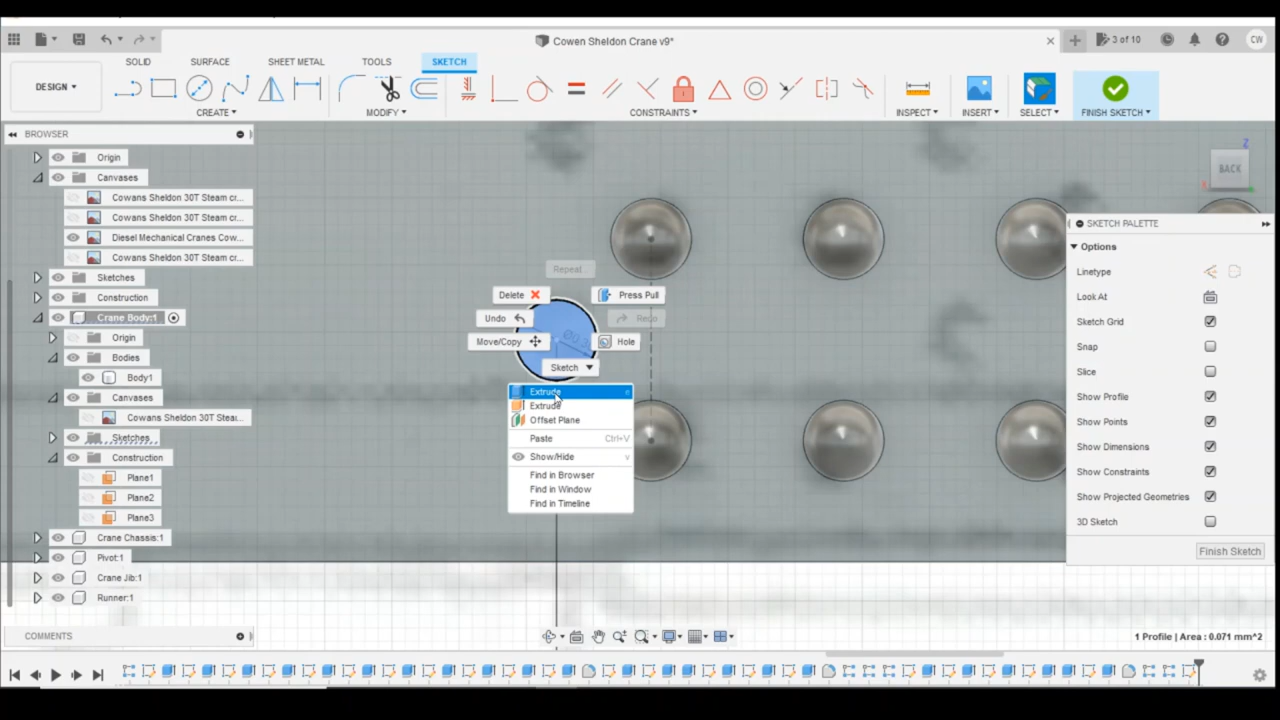 Cowen Sheldon Crane v9*
3 of 10
CW
DESIGN
SOLID
SURFACE
SHEET METAL
TOOLS
SKETCH
CREATE
MODIFY
CONSTRAINTS
INSPECT
INSERT
SELECT
FINISH SKETCH
BROWSER
Origin
Canvases
Cowans Sheldon 30T Steam cr...
Cowans Sheldon 30T Steam cr...
Diesel Mechanical Cranes Cow...
Cowans Sheldon 30T Steam cr...
Sketches
Construction
Crane Body:1
Origin
Bodies
Body1
Canvases
Cowans Sheldon 30T Steam...
Sketches
Construction
Plane1
Plane2
Plane3
Crane Chassis:1
Pivot:1
Crane Jib:1
Runner:1
COMMENTS
Repeat...
Delete
Press Pull
Undo
Redo
Move/Copy
Hole
Sketch
Extrude
Extrude
Offset Plane
Paste Ctrl+V
Show/Hide v
Find in Browser
Find in Window
Find in Timeline
Z
BACK
SKETCH PALETTE
Options
Linetype
Look At
Sketch Grid
Snap
Slice
Show Profile
Show Points
Show Dimensions
Show Constraints
Show Projected Geometries
3D Sketch
Finish Sketch
1 Profile | Area : 0.071 mm^2